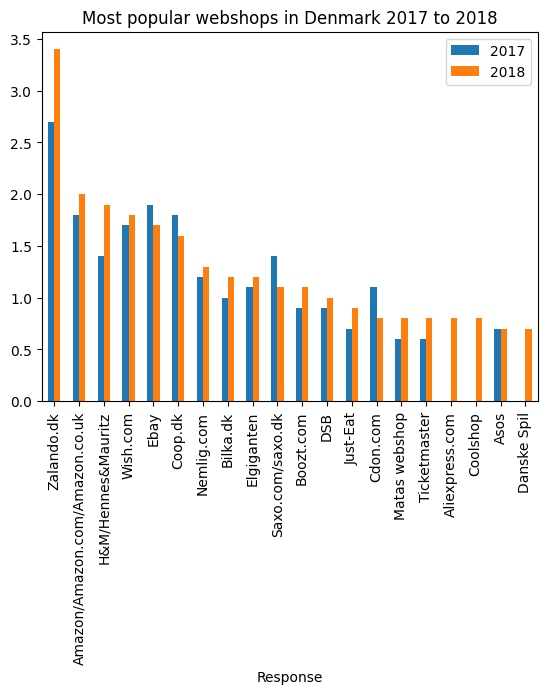 Most popular webshops in Denmark 2017 to 2018
2017
2018
3.5
3.0
2.5
2.0
1.5
1.0
0.5
0.0
Zalando.dk
Amazon/Amazon.com/Amazon.co.uk
H&M/Hennes&Mauritz
Wish.com
Ebay
Coop.dk
Nemlig.com
Bilka.dk
Elgiganten
Saxo.com/saxo.dk
Boozt.com
DSB
Just-Eat
Cdon.com
Matas webshop
Ticketmaster
Aliexpress.com
Coolshop
Asos
Danske Spil
Response